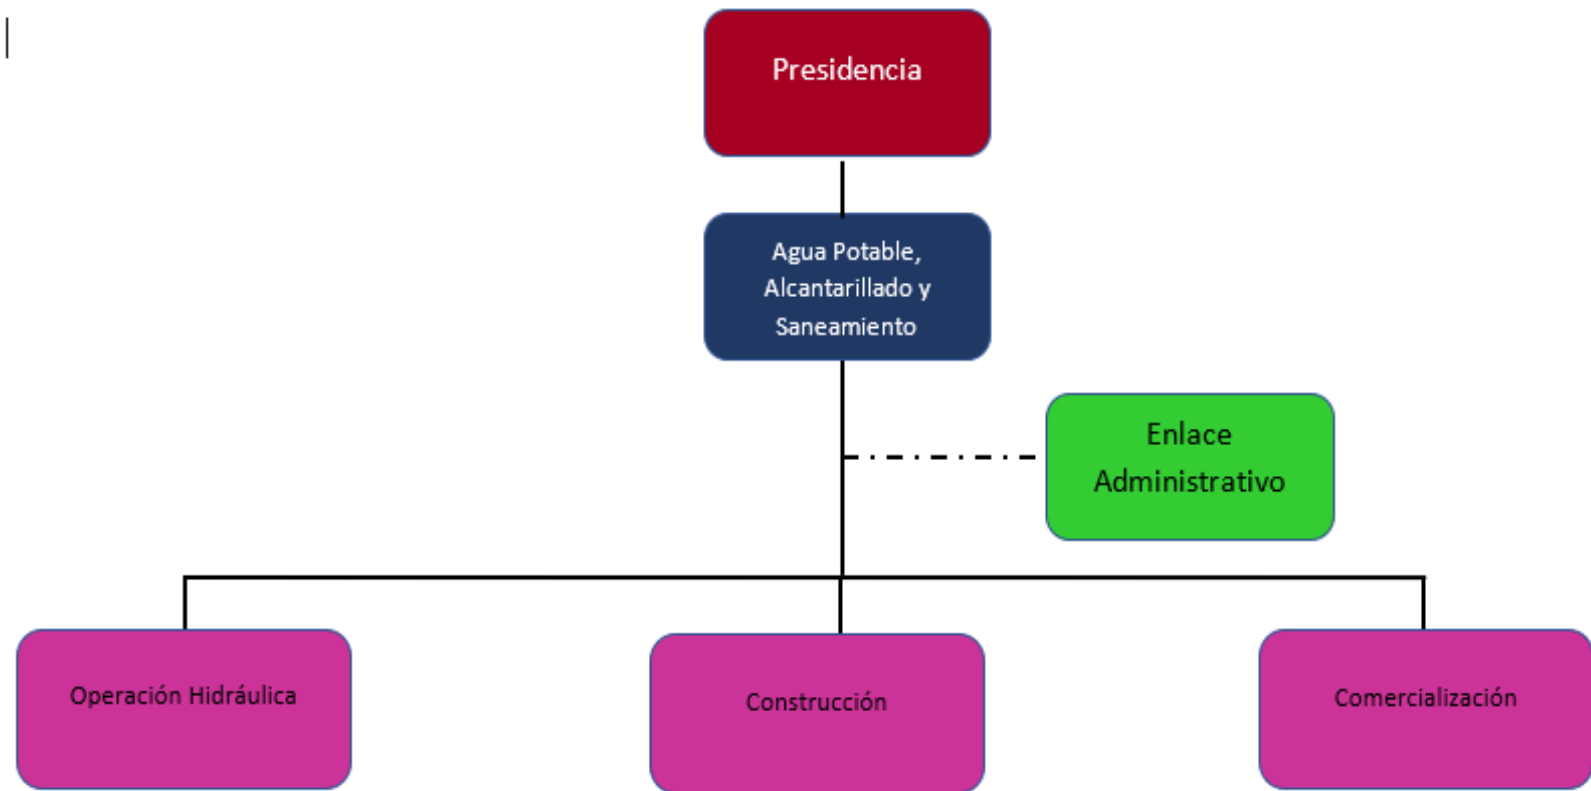 Presidencia
Agua Potable,
Alcantarillado y
Saneamiento
Enlace
Administrativo
Operación Hidráulica
Construcción
Comercialización